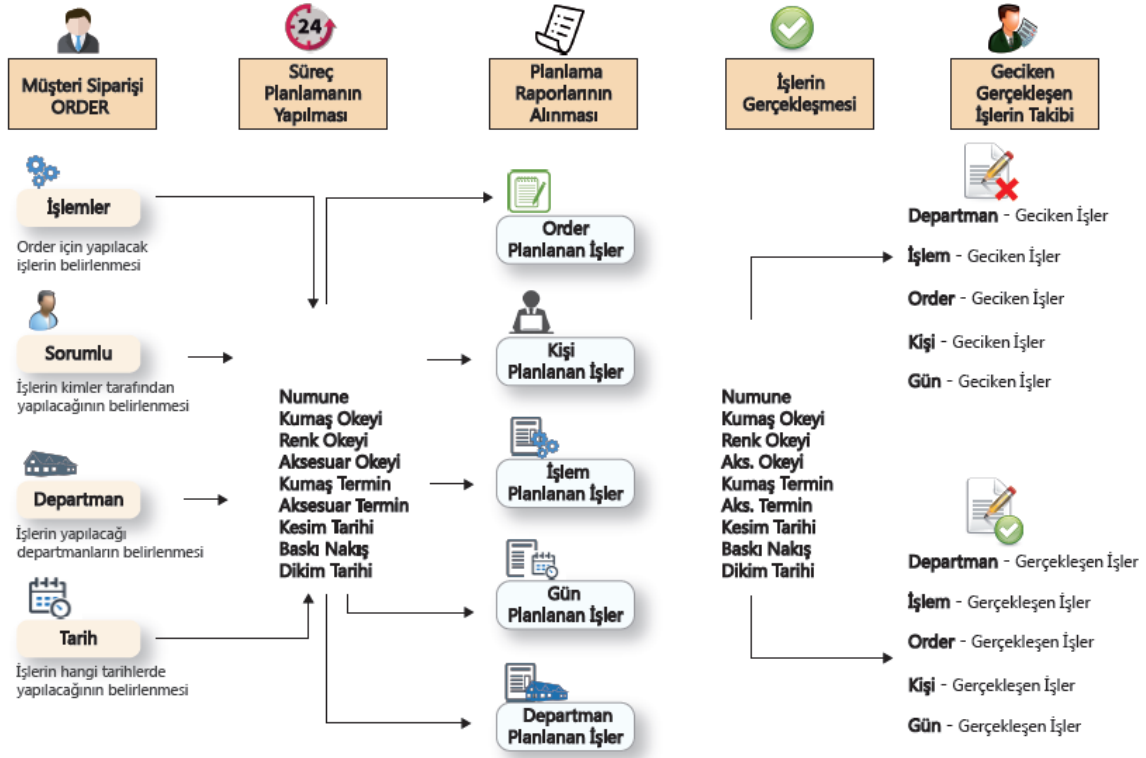 24
Müşteri Siparişi
ORDER
Süreç
Planlamanın
Yapılması
Planlama
Raporlarının
Alınması
İşlerin
Gerçekleşmesi
Geciken
Gerçekleşen
İşlerin Takibi
İşlemler
Order için yapılacak
işlerin belirlenmesi
Sorumlu
İşlerin kimler tarafından
yapılacağının belirlenmesi
Departman
İşlerin yapılacağı
departmanların belirlenmesi
Tarih
İşlerin hangi tarihlerde
yapılacağının belirlenmesi
Numune
Kumaş Okeyi
Renk Okeyi
Aksesuar Okeyi
Kumaş Termin
Aksesuar Termin
Kesim Tarihi
Baskı Nakış
Dikim Tarihi
Order
Planlanan İşler
Kişi
Planlanan İşler
İşlem
Planlanan İşler
Gün
Planlanan İşler
Departman
Planlanan İşler
Numune
Kumaş Okeyi
Renk Okeyi
Aks. Okeyi
Kumaş Termin
Aks. Termin
Kesim Tarihi
Baskı Nakış
Dikim Tarihi
Departman - Geciken İşler
İşlem - Geciken İşler
Order - Geciken İşler
Kişi - Geciken İşler
Gün - Geciken İşler
Departman - Gerçekleşen İşler
İşlem - Gerçekleşen İşler
Order - Gerçekleşen İşler
Kişi - Gerçekleşen İşler
Gün - Gerçekleşen İşler